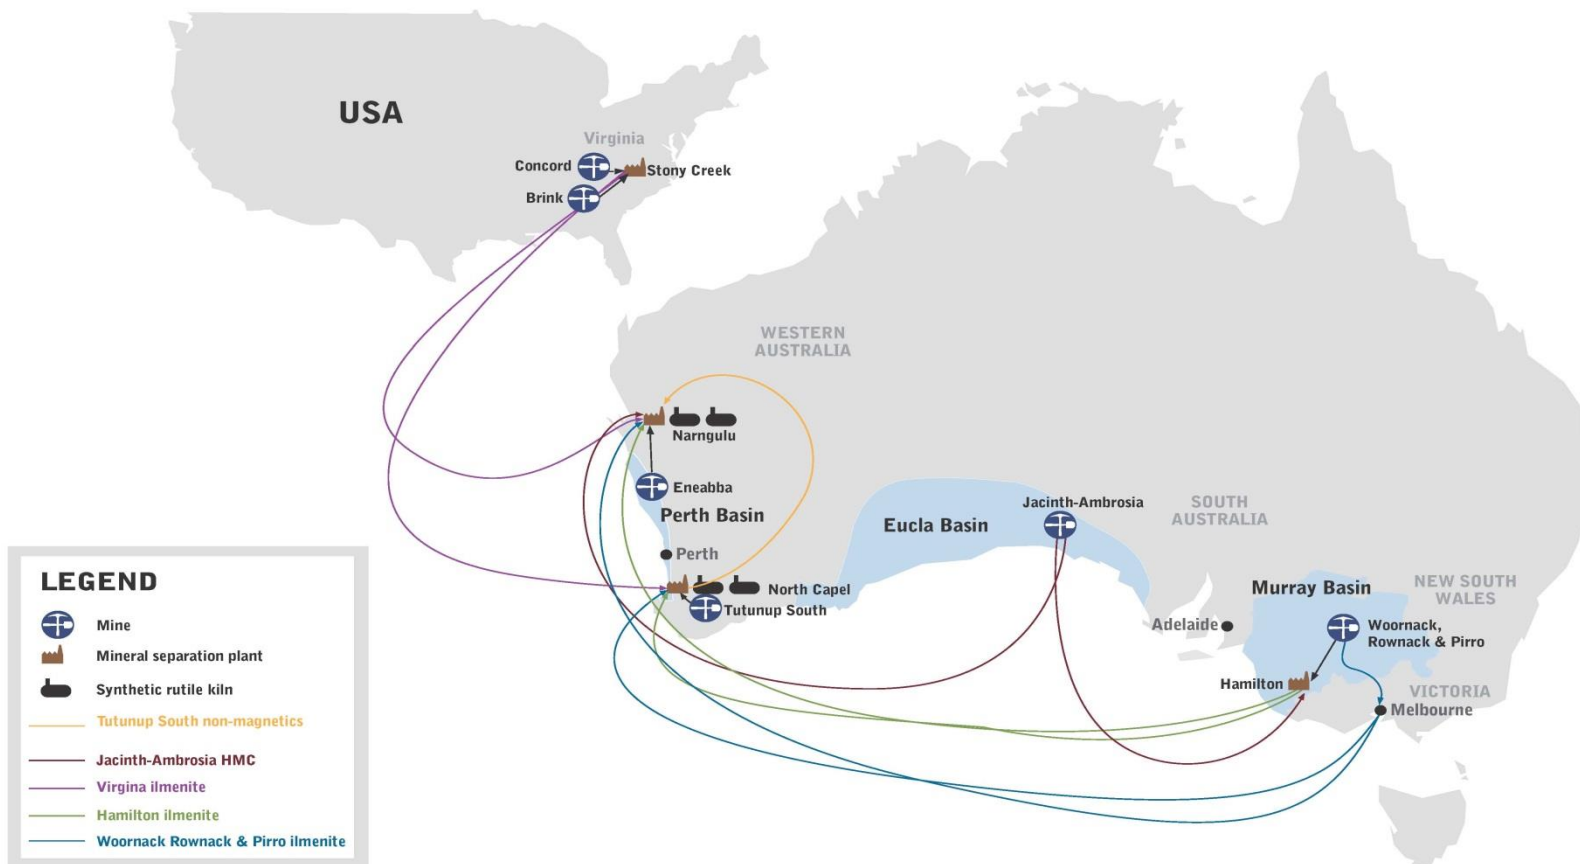 USA
Virginia
Concord
Stony Creek
Brink
WESTERN
AUSTRALIA
Narngulu
Eneabba
Perth Basin
Perth
North Capel
Tutunup South
Eucla Basin
Jacinth-Ambrosia
SOUTH
AUSTRALIA
Murray Basin
NEW SOUTH
WALES
Adelaide
Woornack,
Rownack & Pirro
Hamilton
VICTORIA
Melbourne
LEGEND
Mine
Mineral separation plant
Synthetic rutile kiln
Tutunup South non-magnetics
Jacinth-Ambrosia HMC
Virgina ilmenite
Hamilton ilmenite
Woornack Rownack & Pirro ilmenite